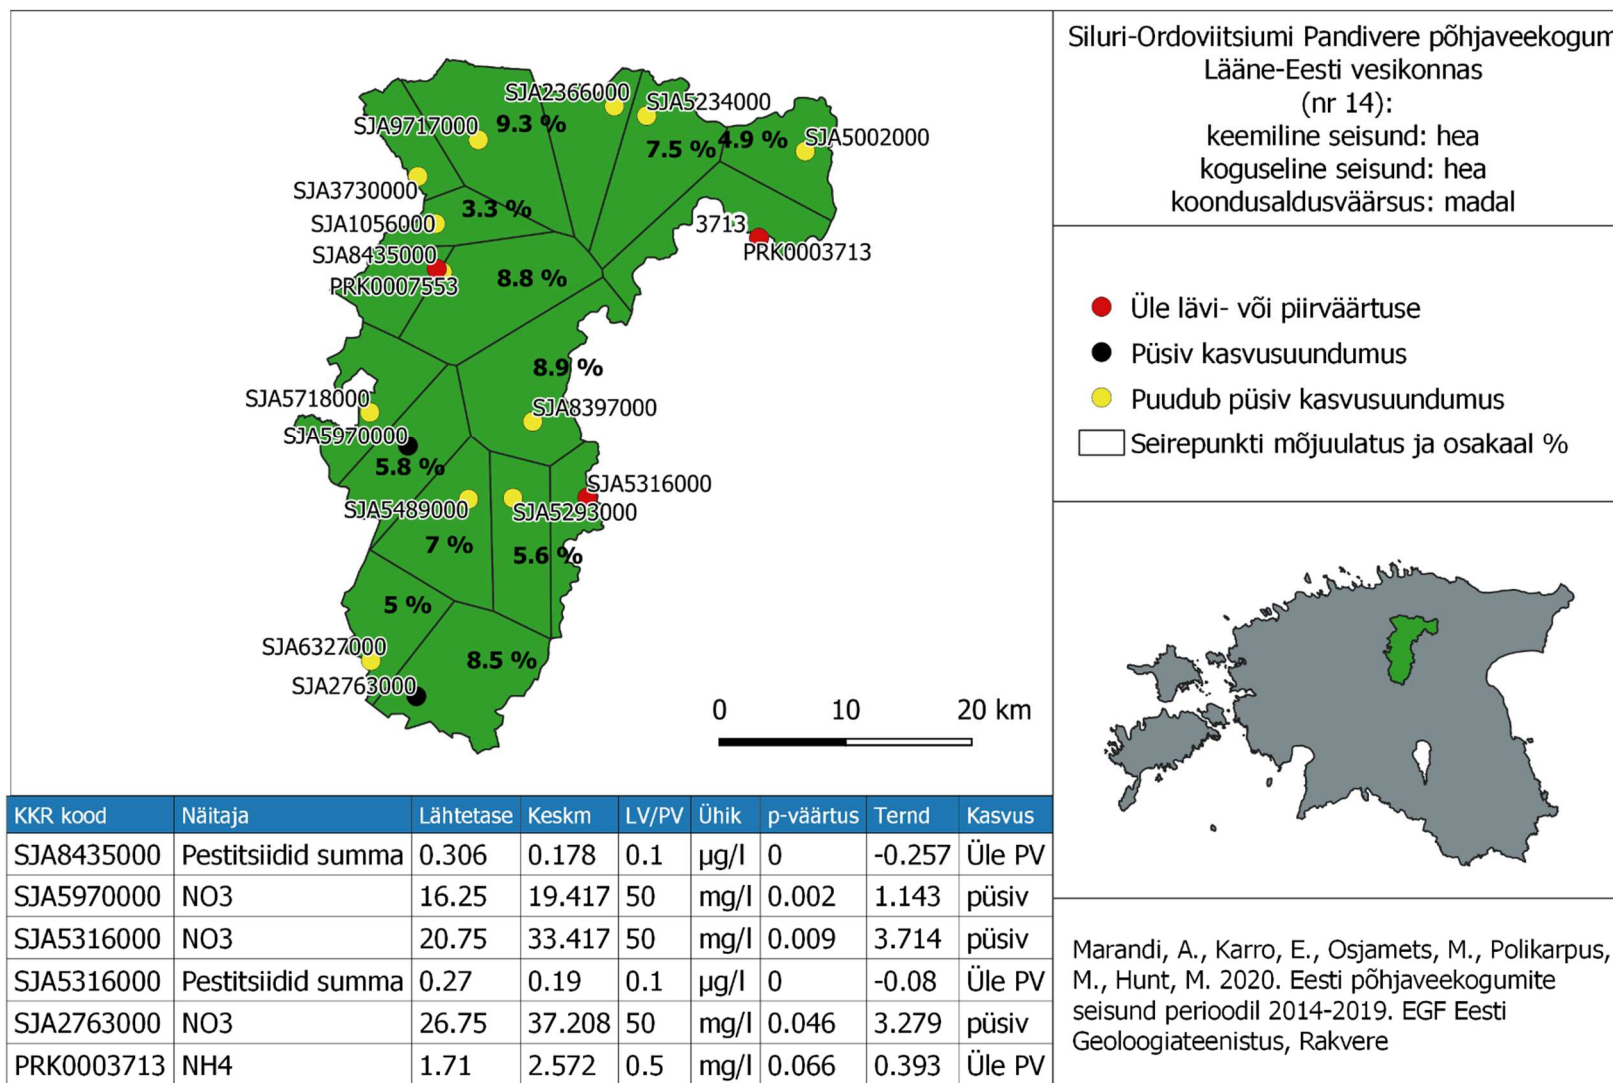 SJA2366000
SJA5234000
9.3 %
SJA9717000
7.5 %
4.9 %
SJA5002000
SJA3730000
3.3 %
SJA1056000
3713
SJA8435000
PRK0003713
PRK0007553
8.8 %
8.9 %
SJA5718000
SJA8397000
SJA5970000
5.8 %
SJA5316000
SJA5489000
SJA5293000
7 %
5.6 %
5 %
SJA6327000
8.5 %
SJA2763000
0 10 20 km
Siluri-Ordoviitsiumi Pandivere põhjaveekogum
Lääne-Eesti vesikonnas
(nr 14):
keemiline seisund: hea
koguseline seisund: hea
koondusaldusväärsus: madal
Üle lävi- või piirväärtuse
Püsiv kasvusuundumus
Puudub püsiv kasvusuundumus
Seirepunkti mõjuulatus ja osakaal %
KKR kood Näitaja Lähtetase Keskm LV/PV Ühik p-väärtus Ternd Kasvus
SJA8435000 Pestitsiidid summa 0.306 0.178 0.1 µg/l 0 -0.257 Üle PV
SJA5970000 NO3 16.25 19.417 50 mg/l 0.002 1.143 püsiv
SJA5316000 NO3 20.75 33.417 50 mg/l 0.009 3.714 püsiv
SJA5316000 Pestitsiidid summa 0.27 0.19 0.1 µg/l 0 -0.08 Üle PV
SJA2763000 NO3 26.75 37.208 50 mg/l 0.046 3.279 püsiv
PRK0003713 NH4 1.71 2.572 0.5 mg/l 0.066 0.393 Üle PV
Marandi, A., Karro, E., Osjamets, M., Polikarpus,
M., Hunt, M. 2020. Eesti põhjaveekogumite
seisund perioodil 2014-2019. EGF Eesti
Geoloogiateenistus, Rakvere